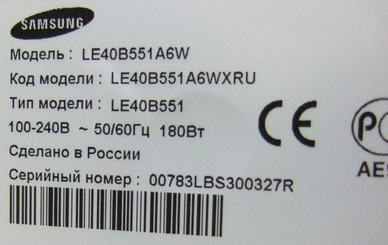 SAMSUNG
Модель : LE40B551A6W
Код модели : LE40B551A6WXRU
Тип модели : LE40B551
100-240В ~ 50/60Гц 180Вт
Сделано в России
Серийный номер : 00783LBS300327R
CE